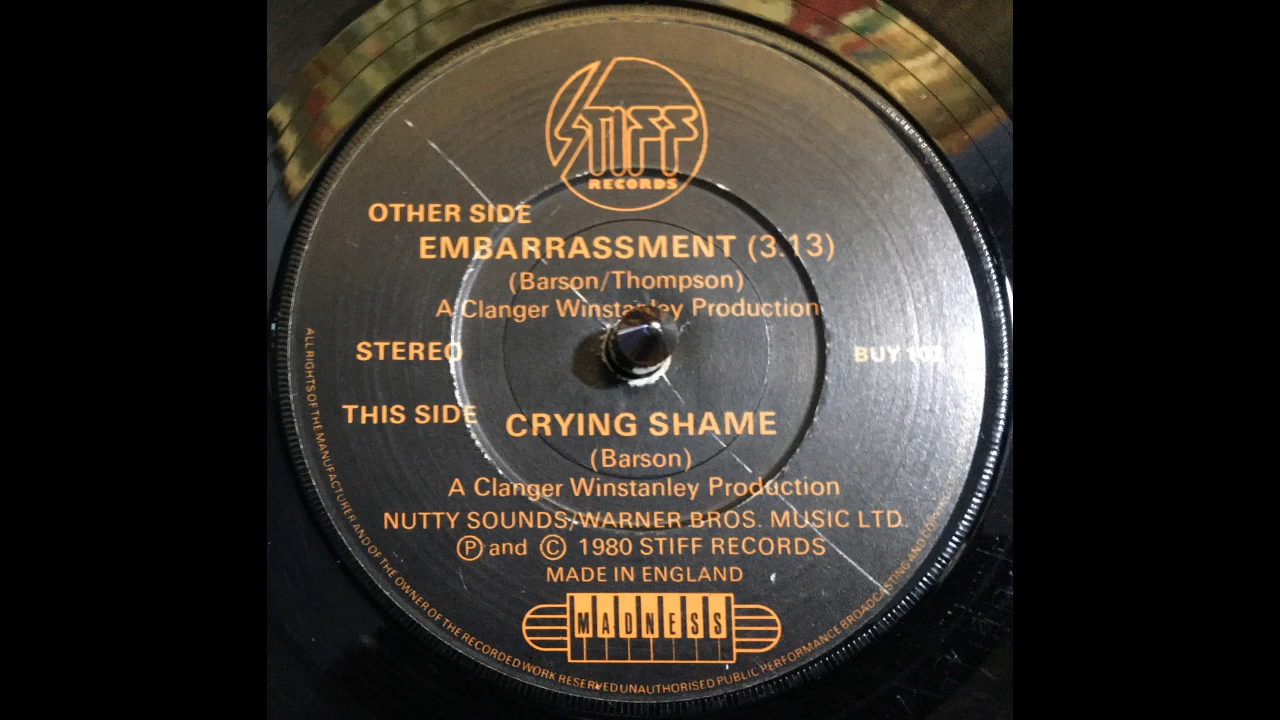 STIFF
RECORDS
OTHER SIDE
EMBARRASSMENT (3.13)
(Barson/Thompson)
A Clanger Winstanley Production
STEREO
BUY 102
THIS SIDE
CRYING SHAME
(Barson)
A Clanger Winstanley Production
NUTTY SOUNDS/WARNER BROS. MUSIC LTD.
Ⓟ and © 1980 STIFF RECORDS
MADE IN ENGLAND
MADNESS
ALL RIGHTS OF THE MANUFACTURER AND OF THE OWNER OF THE RECORDED WORK RESERVED UNAUTHORISED PUBLIC PERFORMANCE BROADCASTING AND